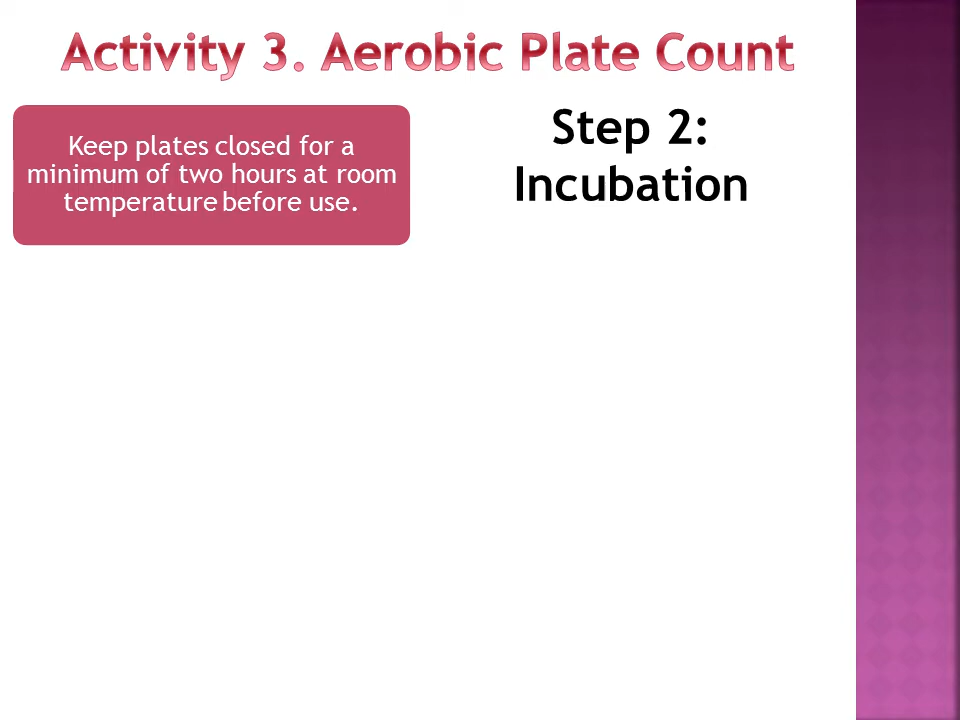 Activity 3. Aerobic Plate Count
Keep plates closed for a
minimum of two hours at room
temperature before use.
Step 2:
Incubation